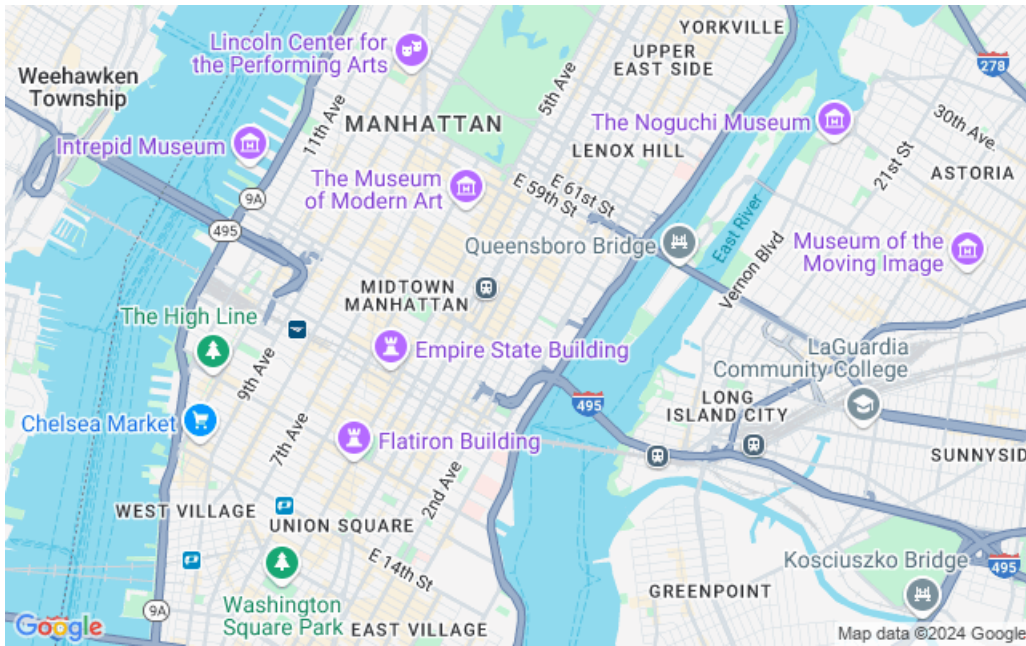 YORKVILLE
Lincoln Center for
the Performing Arts
UPPER
EAST SIDE
278
Weehawken
Township
5th Ave
11th Ave
MANHATTAN
The Noguchi Museum
30th Ave.
Intrepid Museum
LENOX HILL
21st St
ASTORIA
The Museum
of Modern Art
E 61st St
E 59th St
9A
495
Queensboro Bridge
East River
Museum of the
Moving Image
Vernon Blvd
MIDTOWN
MANHATTAN
The High Line
Empire State Building
LaGuardia
Community College
9th Ave
495
LONG
ISLAND CITY
Chelsea Market
7th Ave
Flatiron Building
2nd Ave
SUNNYSID
WEST VILLAGE
UNION SQUARE
E 14th St
Kosciuszko Bridge
495
GREENPOINT
9A
Washington
Square Park
EAST VILLAGE
Google
Map data ©2024 Google